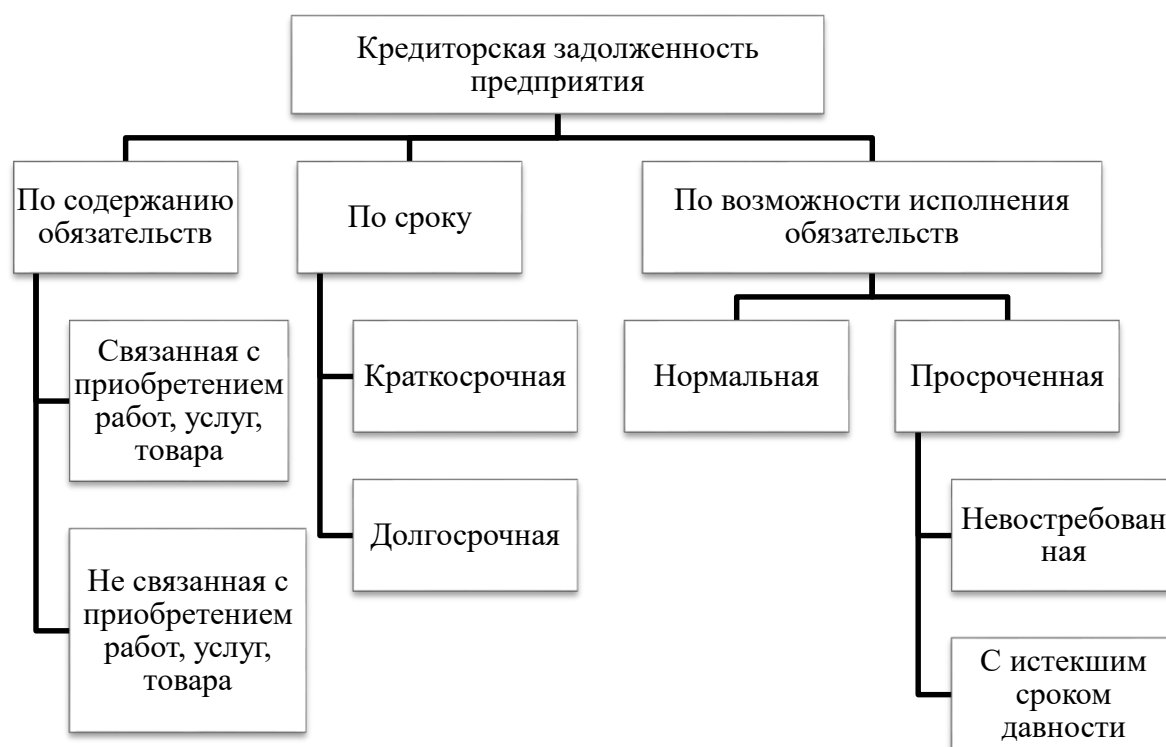 Кредиторская задолженность
предприятия
По содержанию
обязательств
По сроку
По возможности исполнения
обязательств
Связанная с
приобретением
работ, услуг,
товара
Не связанная с
приобретением
работ, услуг,
товара
Краткосрочная
Долгосрочная
Нормальная
Просроченная
Невостребован
ная
С истекшим
сроком
давности